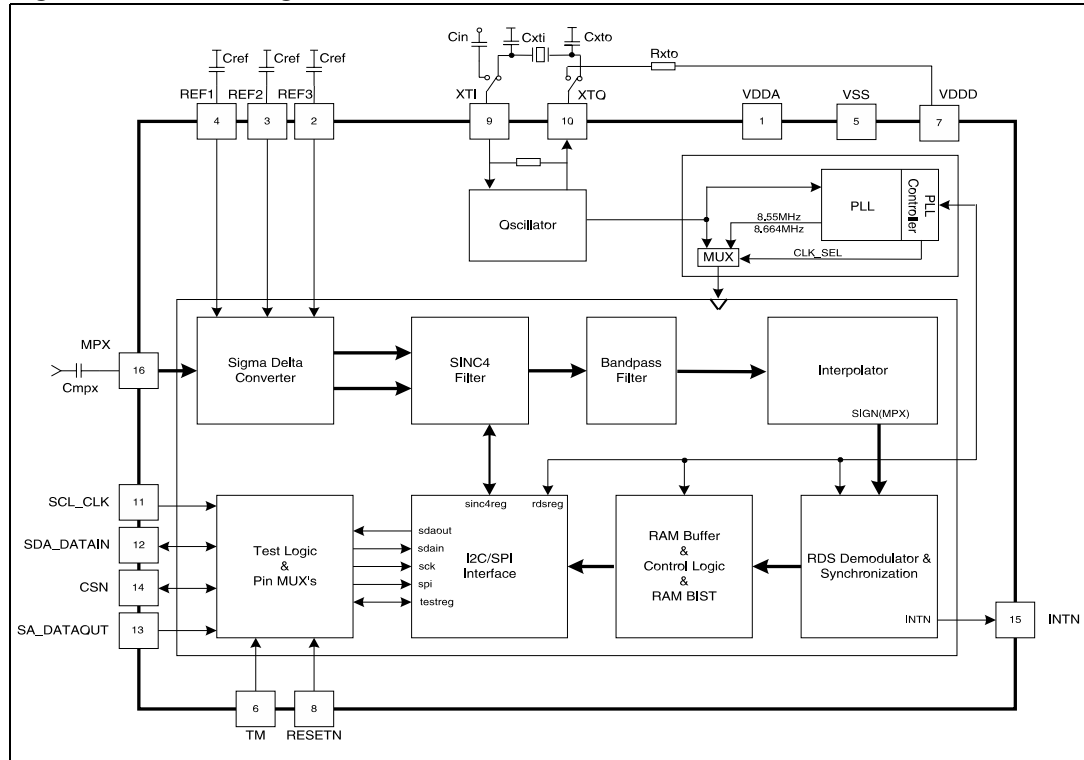 Cin
Cxti
Cxto
Cref
Cref
Cref
Rxto
REF1
REF2
REF3
XTI
XTO
VDDA
VSS
VDDD
4
3
2
9
10
1
5
7
Oscillator
PLL
PLL
Controller
8.55MHz
8.664MHz
MUX
CLK_SEL
MPX
16
Cmpx
Sigma Delta
Converter
SINC4
Filter
Bandpass
Filter
Interpolator
SIGN(MPX)
SCL_CLK
11
SDA_DATAIN
12
CSN
14
SA_DATAOUT
13
Test Logic
&
Pin MUX's
sinc4reg
rdsreg
sdaout
sdain
sck
spi
testreg
I2C/SPI
Interface
RAM Buffer
&
Control Logic
&
RAM BIST
RDS Demodulator &
Synchronization
INTN
15
INTN
6
8
TM
RESETN